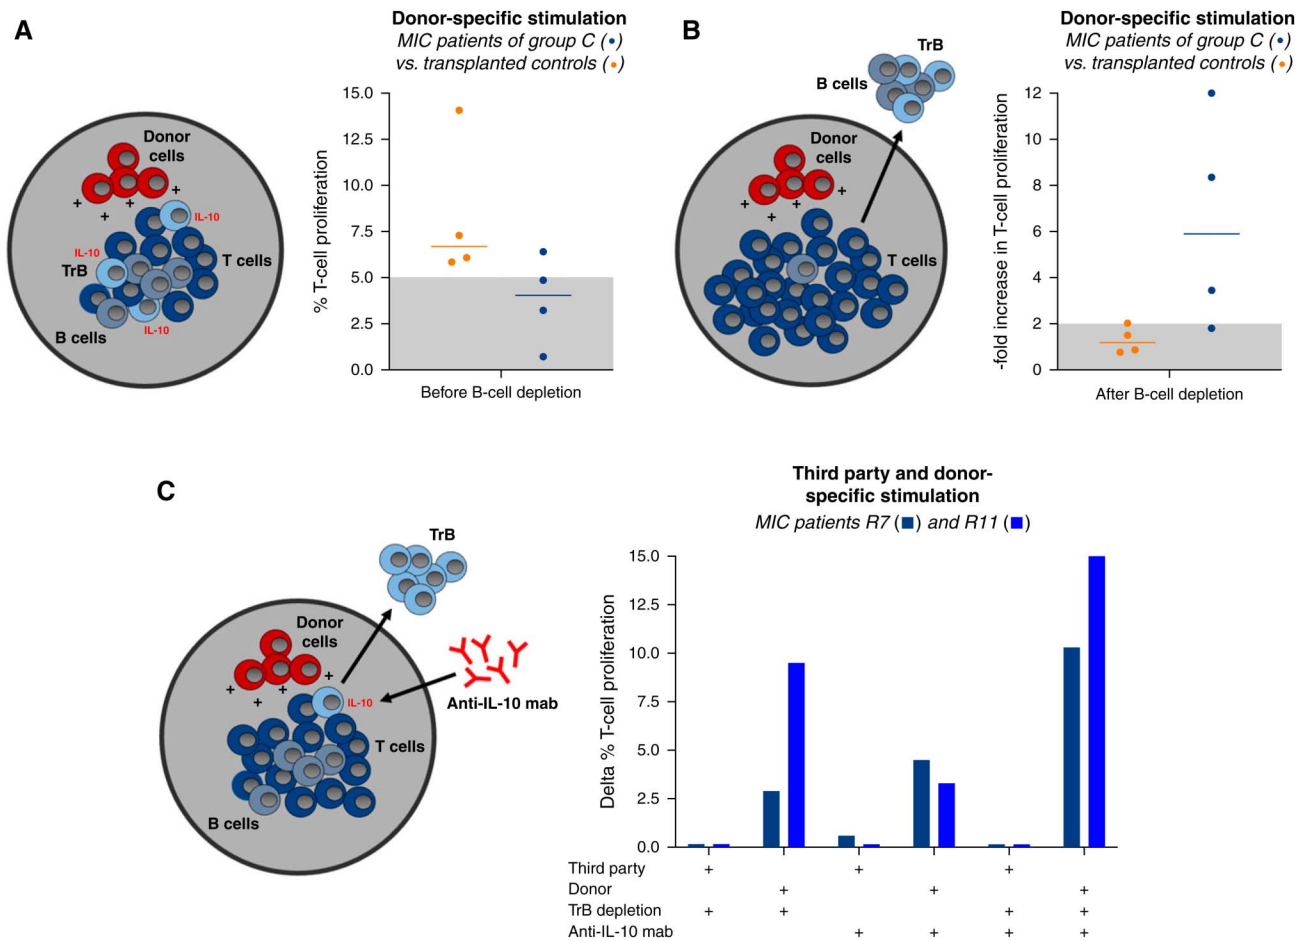 A
Donor-specific stimulation
MIC patients of group C (•)
vs. transplanted controls (•)
Donor
cells
+
+
+
+
IL-10
IL-10
TrB
T cells
IL-10
B cells
% T-cell proliferation
15.0
12.5
10.0
7.5
5.0
2.5
0.0
Before B-cell depletion
B
Donor-specific stimulation
MIC patients of group C (•)
vs. transplanted controls (•)
TrB
B cells
Donor
cells
+
+
+
+
T cells
-fold increase in T-cell proliferation
12
10
8
6
4
2
0
After B-cell depletion
C
TrB
Donor
cells
+
+
+
+
IL-10
Anti-IL-10 mab
T cells
B cells
Third party and donor-
specific stimulation
MIC patients R7 (■) and R11 (■)
Delta % T-cell proliferation
15.0
12.5
10.0
7.5
5.0
2.5
0.0
Third party + + +
Donor + + +
TrB depletion + + + +
Anti-IL-10 mab + + + +